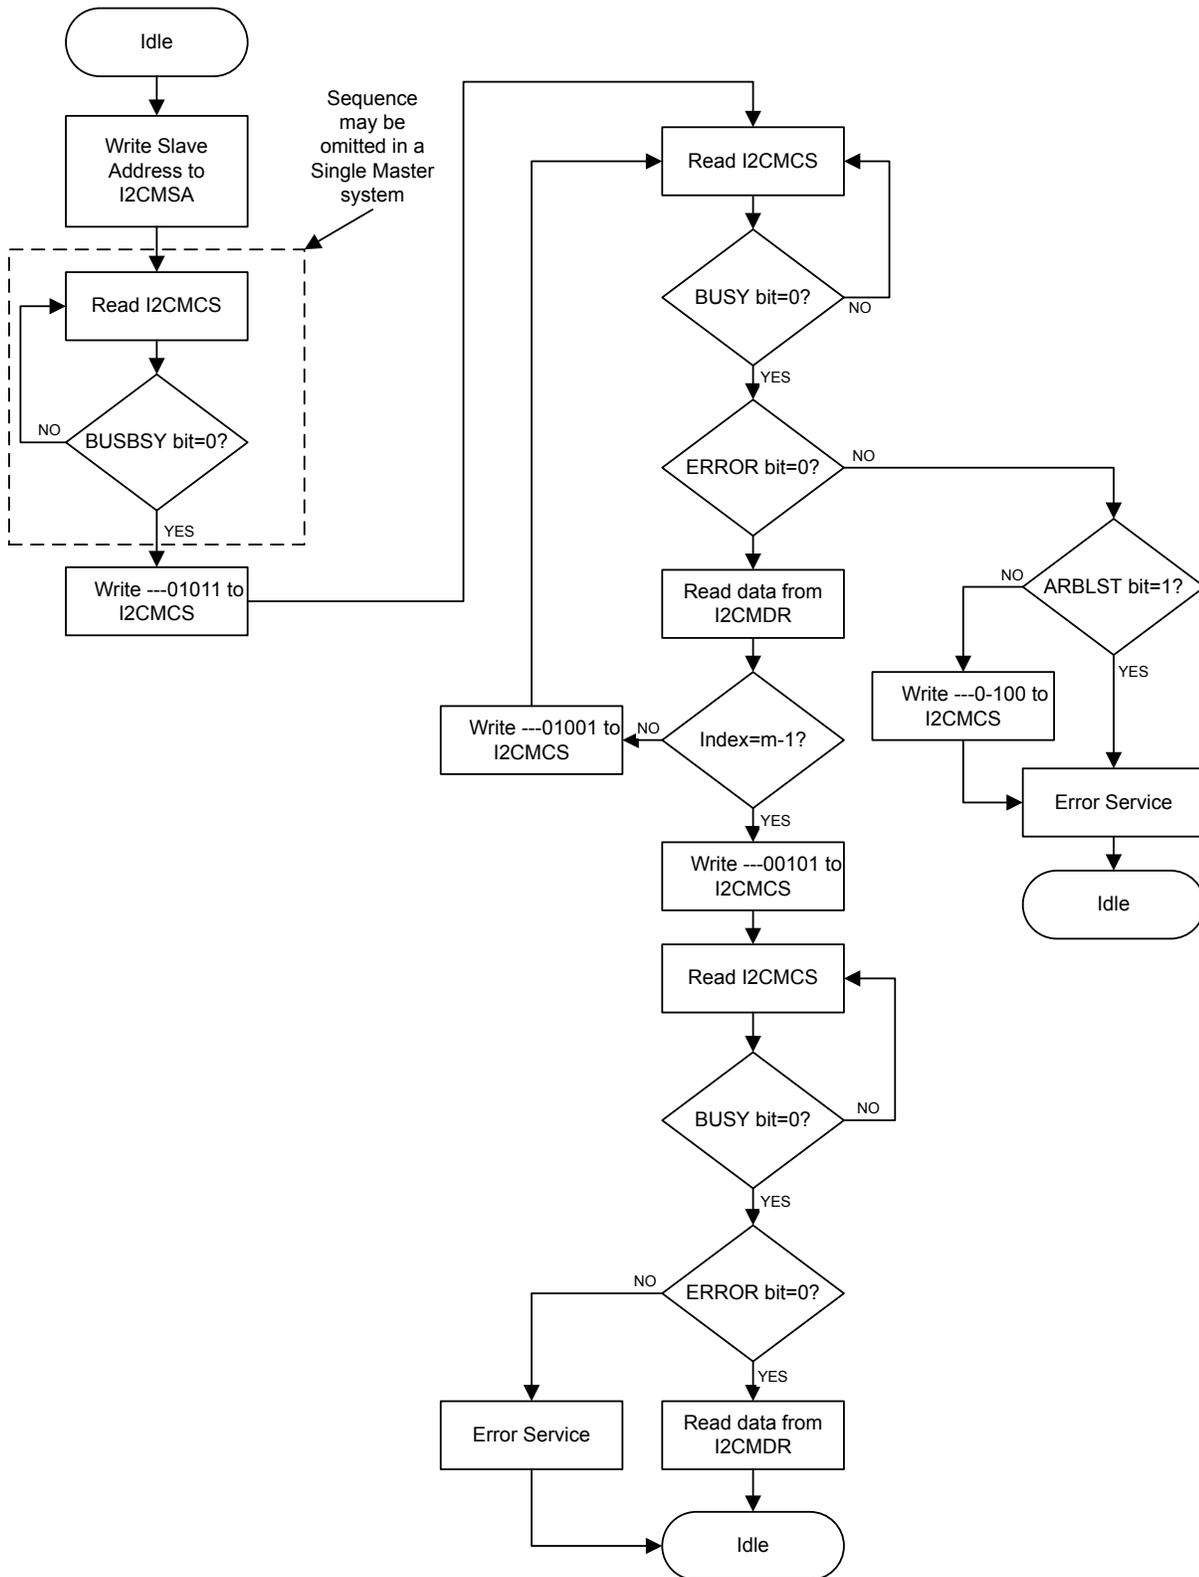 Idle
Write Slave
Address to
I2CMSA
Sequence
may be
omitted in a
Single Master
system
Read I2CMCS
BUSBSY bit=0?
NO
YES
Write ---01011 to
I2CMCS
Read I2CMCS
BUSY bit=0?
NO
YES
ERROR bit=0?
NO
ARBLST bit=1?
NO
YES
Write ---0-100 to
I2CMCS
Error Service
Idle
Read data from
I2CMDR
Index=m-1?
NO
Write ---01001 to
I2CMCS
YES
Write ---00101 to
I2CMCS
Read I2CMCS
BUSY bit=0?
NO
YES
ERROR bit=0?
NO
YES
Error Service
Read data from
I2CMDR
Idle